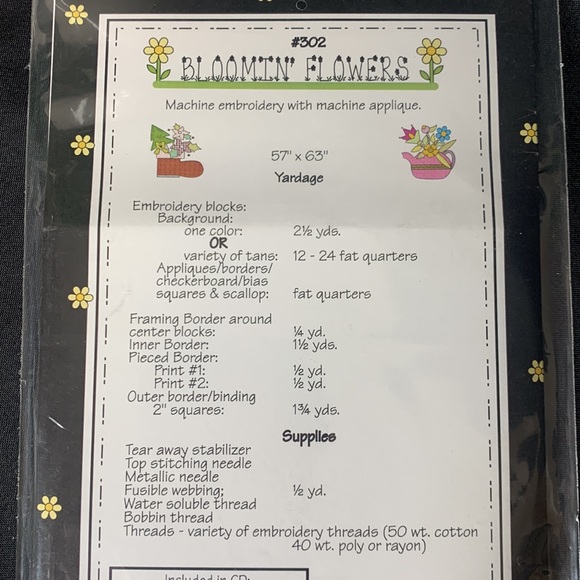 #302
BLOOMIN' FLOWERS
Machine embroidery with machine applique.
57" x 63"
Yardage
Embroidery blocks:
Background:
one color: 2½ yds.
OR
variety of tans: 12 - 24 fat quarters
Appliques/borders/
checkerboard/bias
squares & scallop: fat quarters
Framing Border around
center blocks: ¼ yd.
Inner Border: 1½ yds.
Pieced Border:
Print #1: ½ yd.
Print #2: ½ yd.
Outer border/binding
2" squares: 1¾ yds.
Supplies
Tear away stabilizer
Top stitching needle
Metallic needle
Fusible webbing; ½ yd.
Water soluble thread
Bobbin thread
Threads - variety of embroidery threads (50 wt. cotton
40 wt. poly or rayon)
Included in CD: